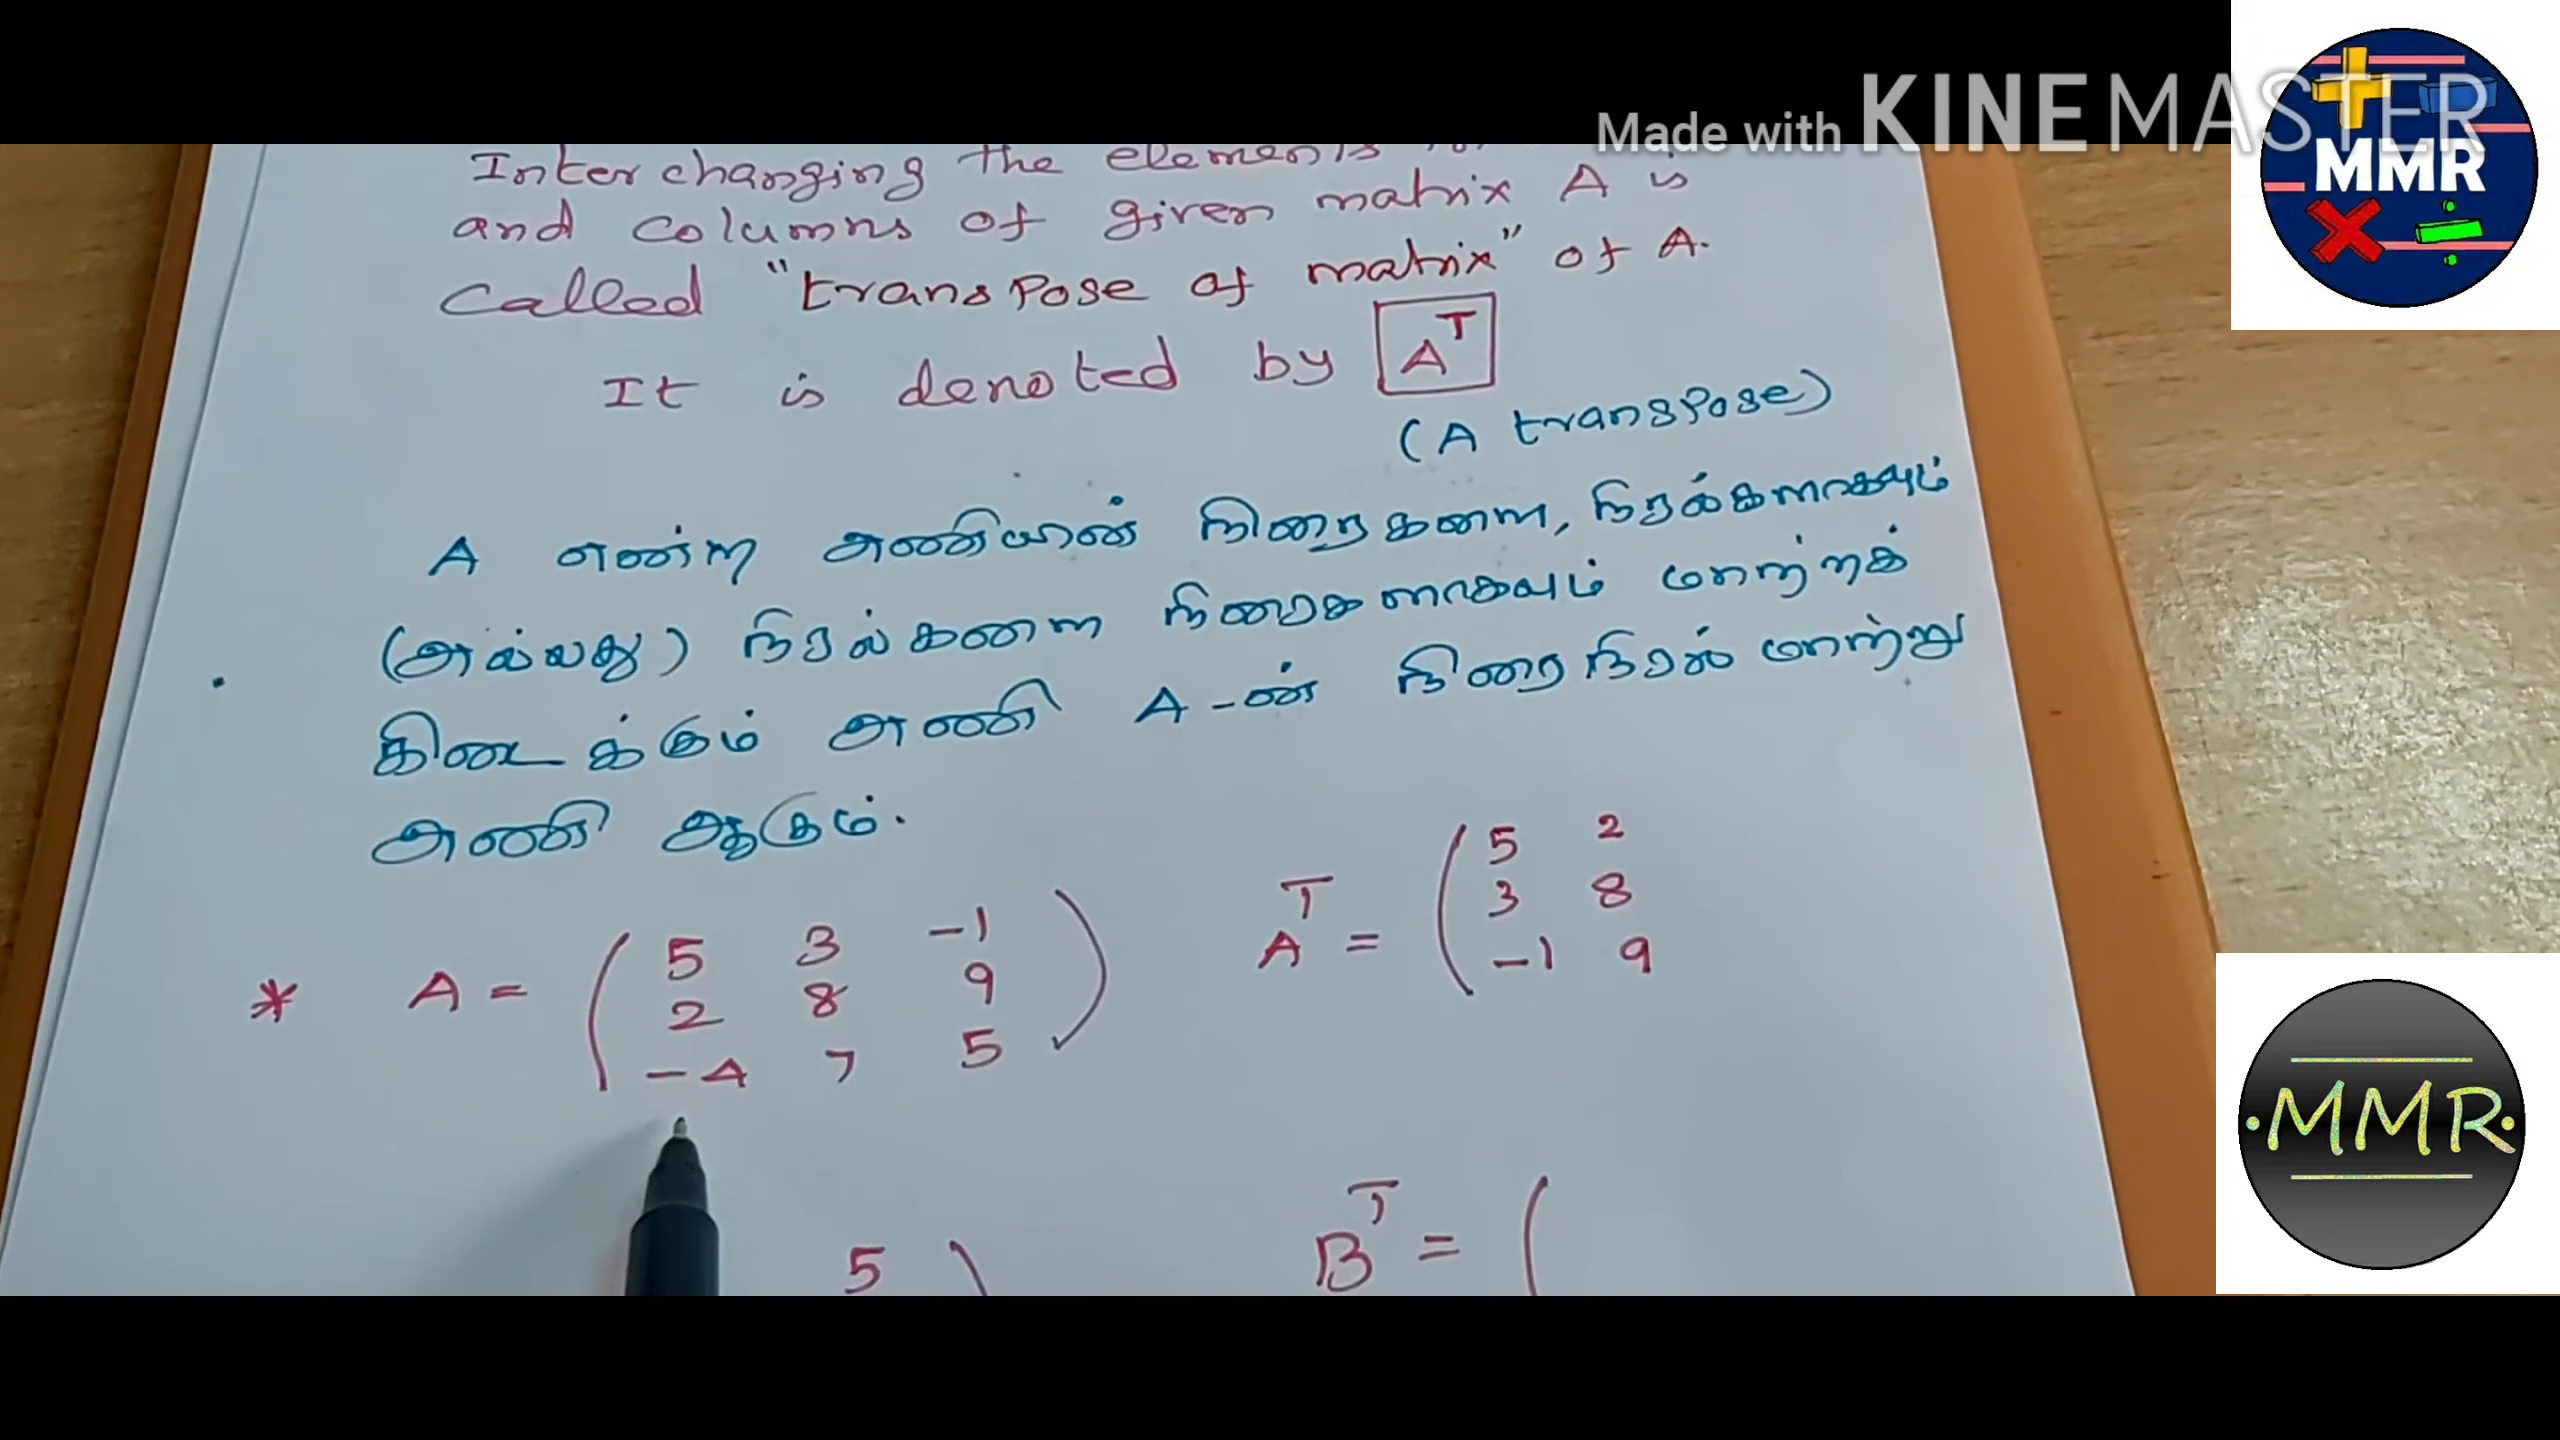 Made with KINEMASTER
MMR
Interchanging the elements
and columns of given matrix A is
called "transpose of matrix" of A.
It is denoted by A^T
(A transpose)
A என்ற அணியின் நிறைகளை, நிரல்களாகவும்
(அல்லது) நிரல்களை நிறைகளாகவும் மாற்றக்
கிடைக்கும் அணி A-ன் நிறைநிரல் மாற்று
அணி ஆகும்.
* A = ( 5 3 -1
2 8 9
-4 7 5 )
A^T = ( 5 2
3 8
-1 9
5 )
B^T = (
MMR